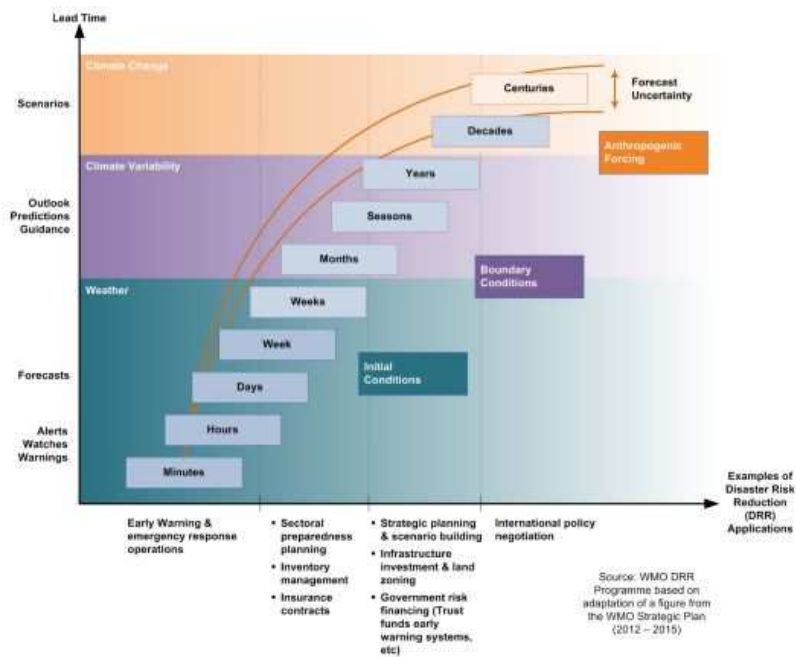 Lead Time
Climate Change
Scenarios
Centuries
Forecast
Uncertainty
Decades
Anthropogenic
Forcing
Climate Variability
Years
Outlook
Predictions
Guidance
Seasons
Months
Boundary
Conditions
Weather
Weeks
Week
Initial
Conditions
Forecasts
Days
Alerts
Watches
Warnings
Hours
Minutes
Examples of
Disaster Risk
Reduction
(DRR)
Applications
Early Warning &
emergency response
operations
▪ Sectoral
preparedness
planning
▪ Inventory
management
▪ Insurance
contracts
▪ Strategic planning
& scenario building
▪ Infrastructure
investment & land
zoning
▪ Government risk
financing (Trust
funds early
warning systems,
etc)
International policy
negotiation
Source: WMO DRR
Programme based on
adaptation of a figure from
the WMO Strategic Plan
(2012 – 2015)